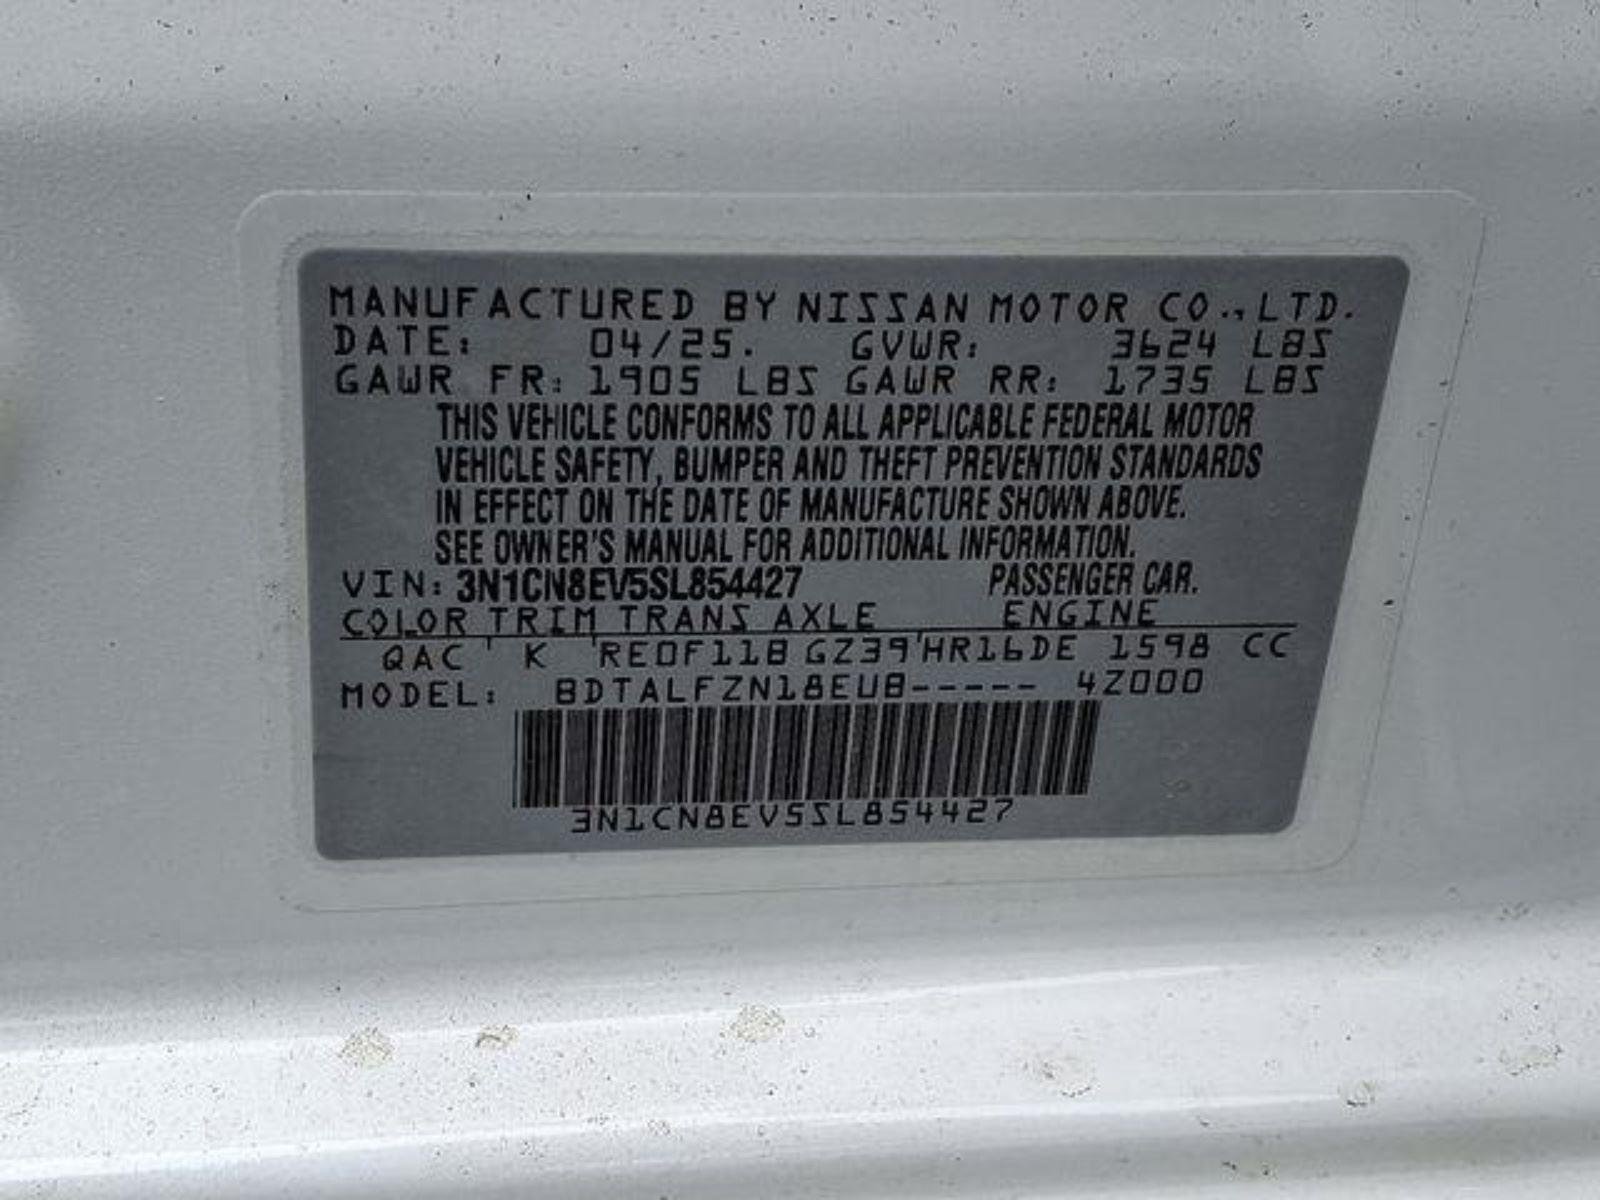 MANUFACTURED BY NISSAN MOTOR CO., LTD.
DATE: 04/25. GVWR: 3624 LBS
GAWR FR: 1905 LBS GAWR RR: 1735 LBS
THIS VEHICLE CONFORMS TO ALL APPLICABLE FEDERAL MOTOR
VEHICLE SAFETY, BUMPER AND THEFT PREVENTION STANDARDS
IN EFFECT ON THE DATE OF MANUFACTURE SHOWN ABOVE.
SEE OWNER'S MANUAL FOR ADDITIONAL INFORMATION.
VIN: 3N1CN8EV5SL854427 PASSENGER CAR.
COLOR TRIM TRANS AXLE ENGINE
QAC K RE0F11B GZ39 HR16DE 1598 CC
MODEL: BDTALFZN18EUB----- 4Z000
3N1CN8EV5SL854427